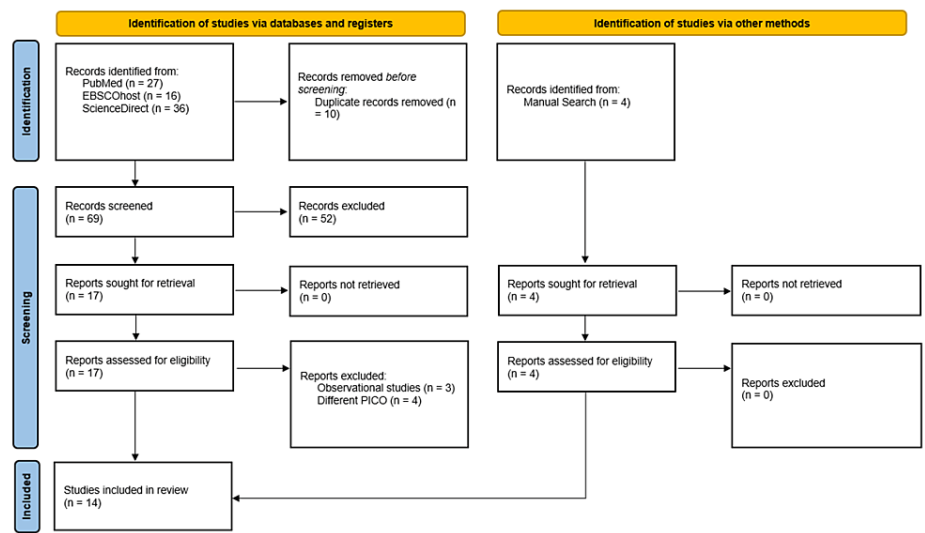 Identification of studies via databases and registers
Identification of studies via other methods
Identification
Records identified from:
PubMed (n = 27)
EBSCOhost (n = 16)
ScienceDirect (n = 36)
Records removed before
screening:
Duplicate records removed (n
= 10)
Records identified from:
Manual Search (n = 4)
Screening
Records screened
(n = 69)
Records excluded
(n = 52)
Reports sought for retrieval
(n = 17)
Reports not retrieved
(n = 0)
Reports sought for retrieval
(n = 4)
Reports not retrieved
(n = 0)
Reports assessed for eligibility
(n = 17)
Reports excluded:
Observational studies (n = 3)
Different PICO (n = 4)
Reports assessed for eligibility
(n = 4)
Reports excluded
(n = 0)
Included
Studies included in review
(n = 14)